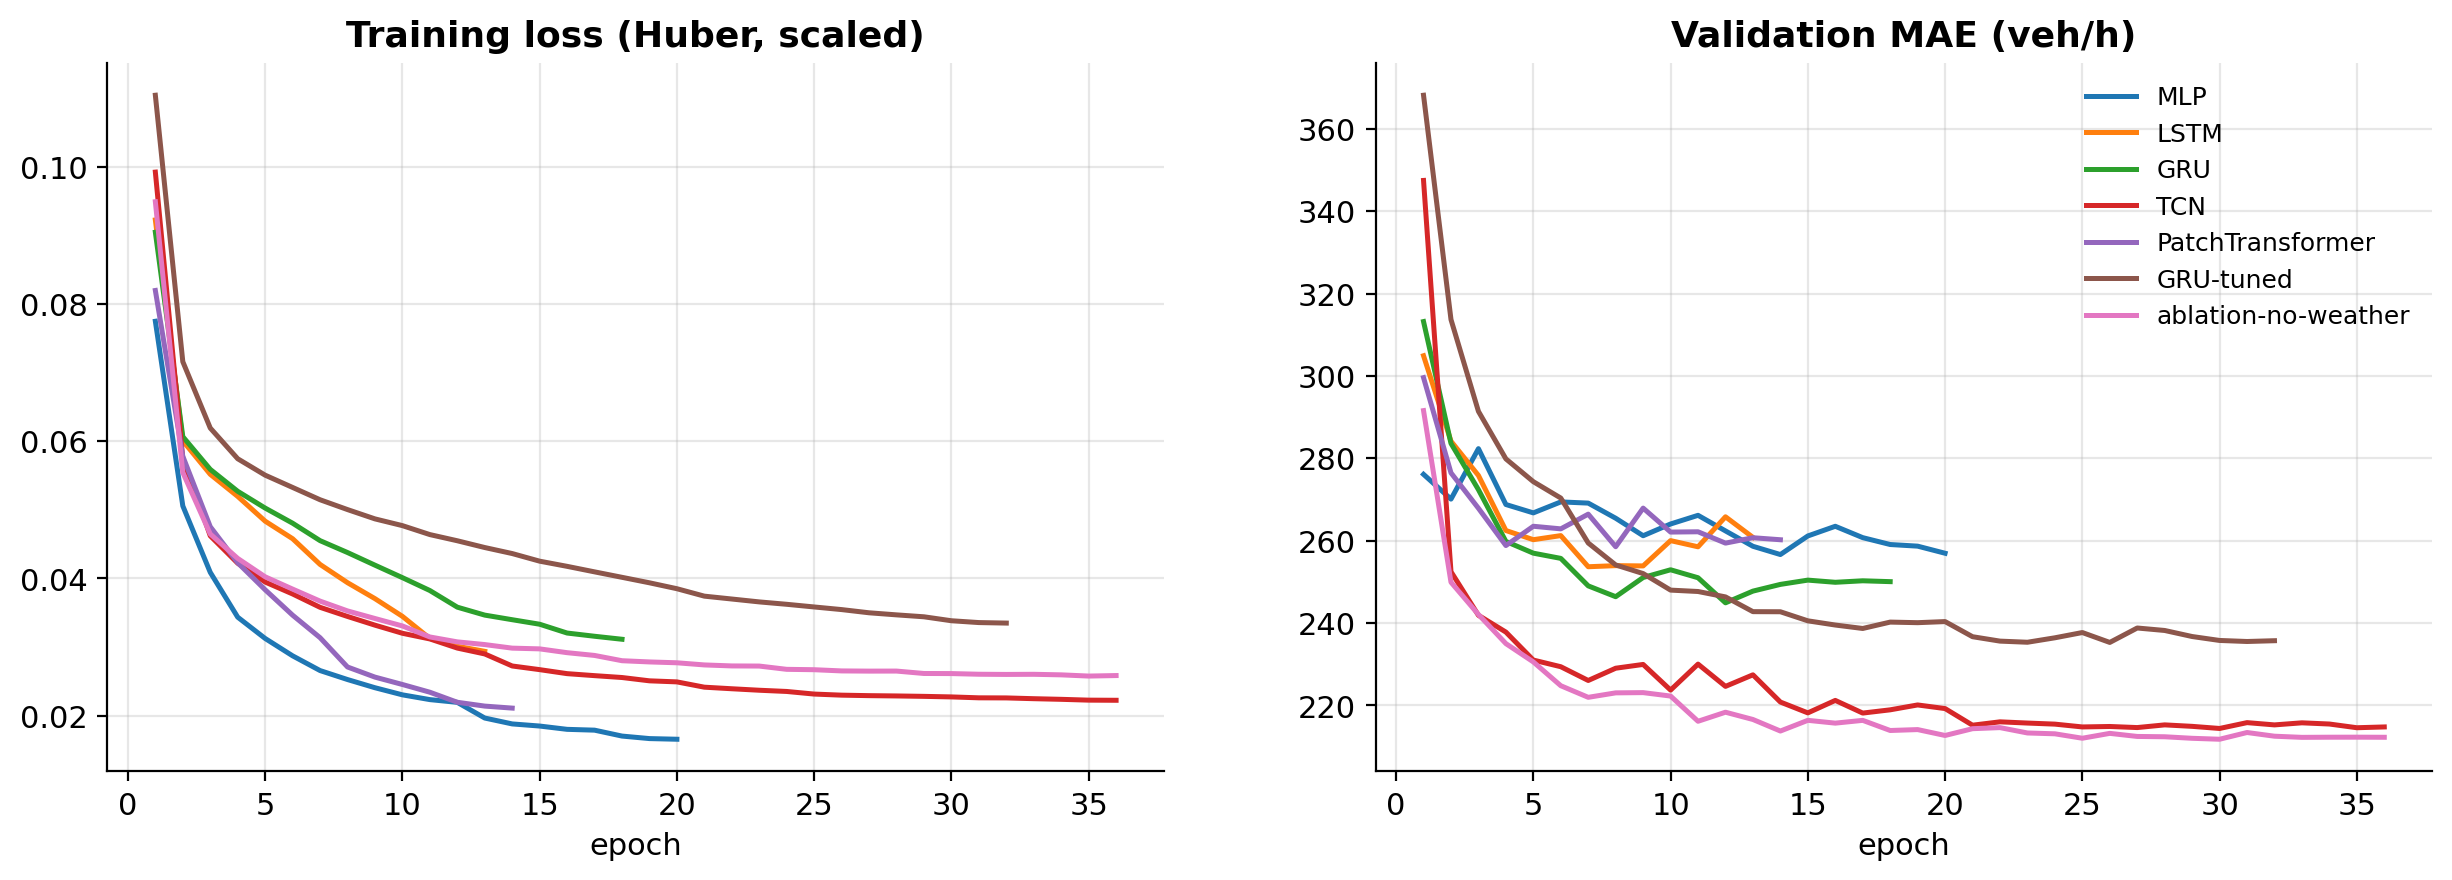 Training loss (Huber, scaled)
0.10
0.08
0.06
0.04
0.02
0 5 10 15 20 25 30 35
epoch
Validation MAE (veh/h)
360
340
320
300
280
260
240
220
MLP
LSTM
GRU
TCN
PatchTransformer
GRU-tuned
ablation-no-weather
0 5 10 15 20 25 30 35
epoch